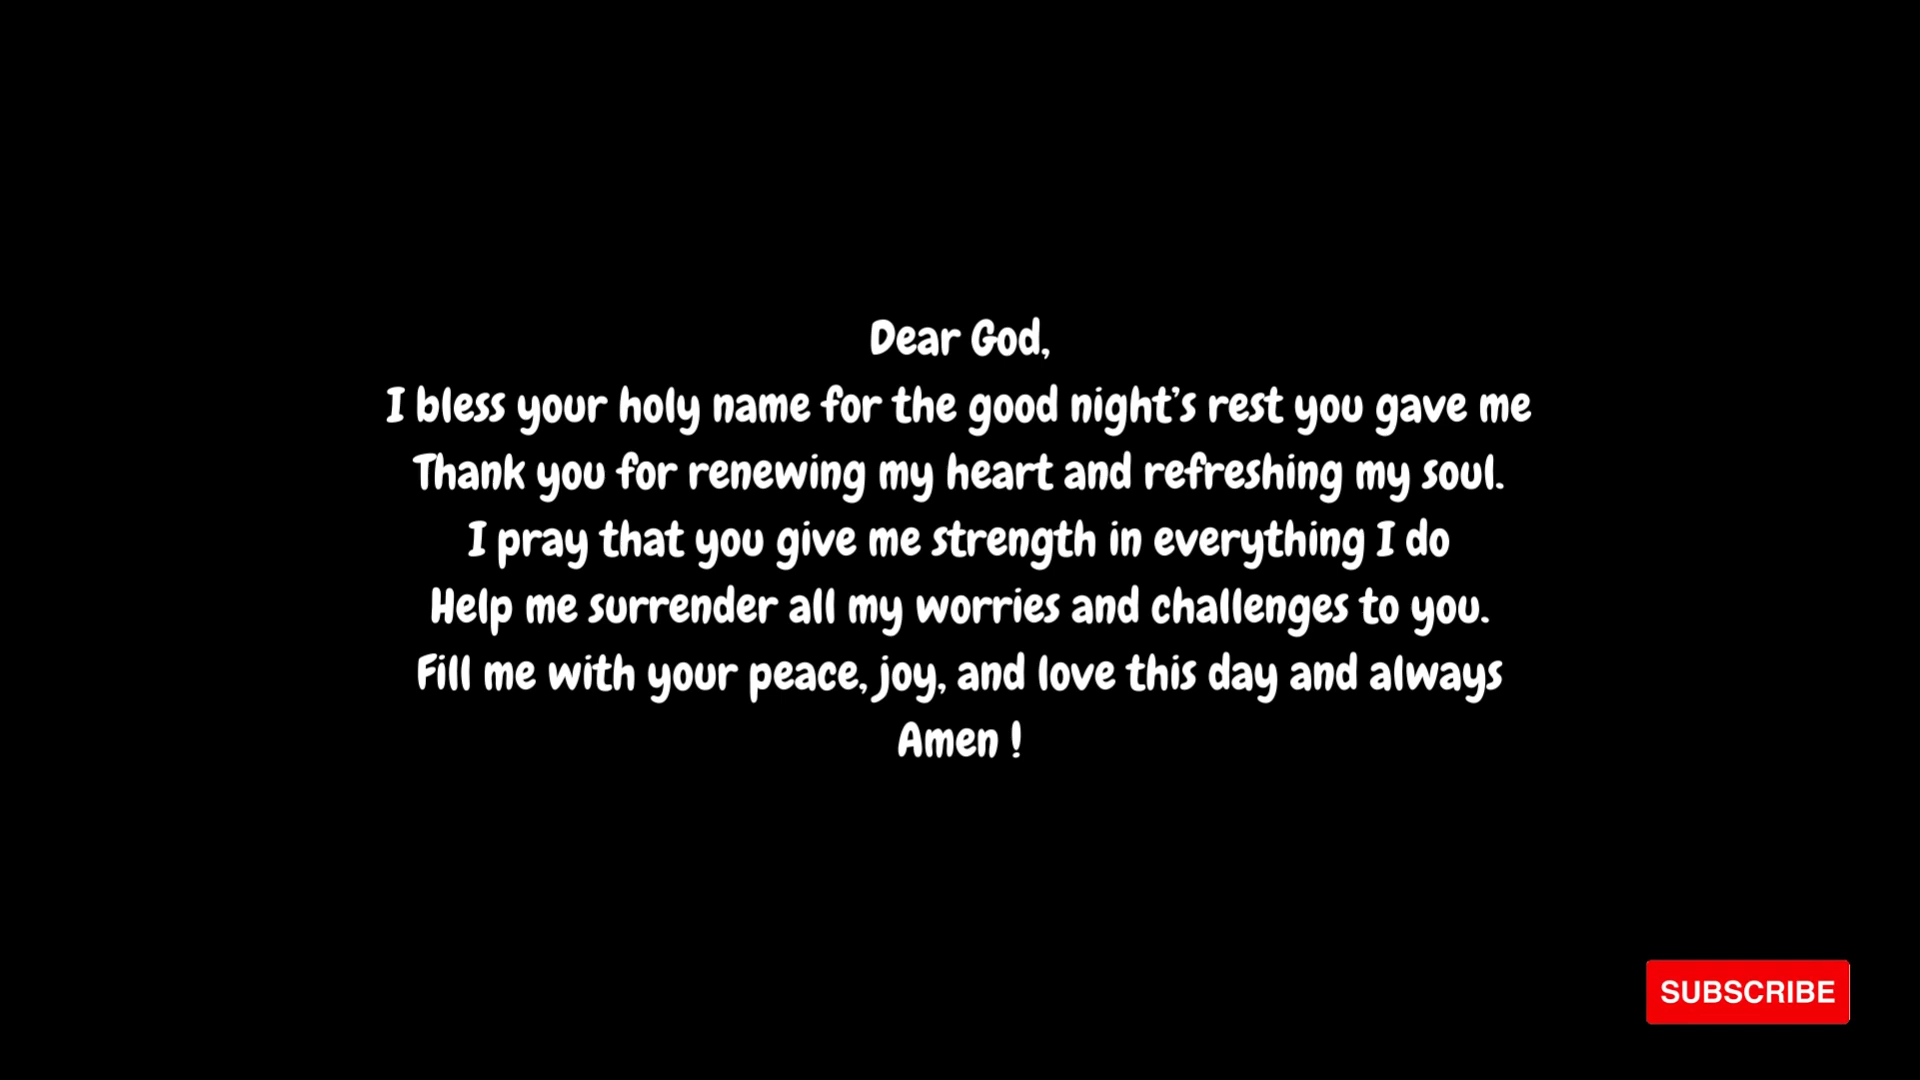 Dear God,
I bless your holy name for the good night’s rest you gave me
Thank you for renewing my heart and refreshing my soul.
I pray that you give me strength in everything I do
Help me surrender all my worries and challenges to you.
Fill me with your peace, joy, and love this day and always
Amen !
SUBSCRIBE